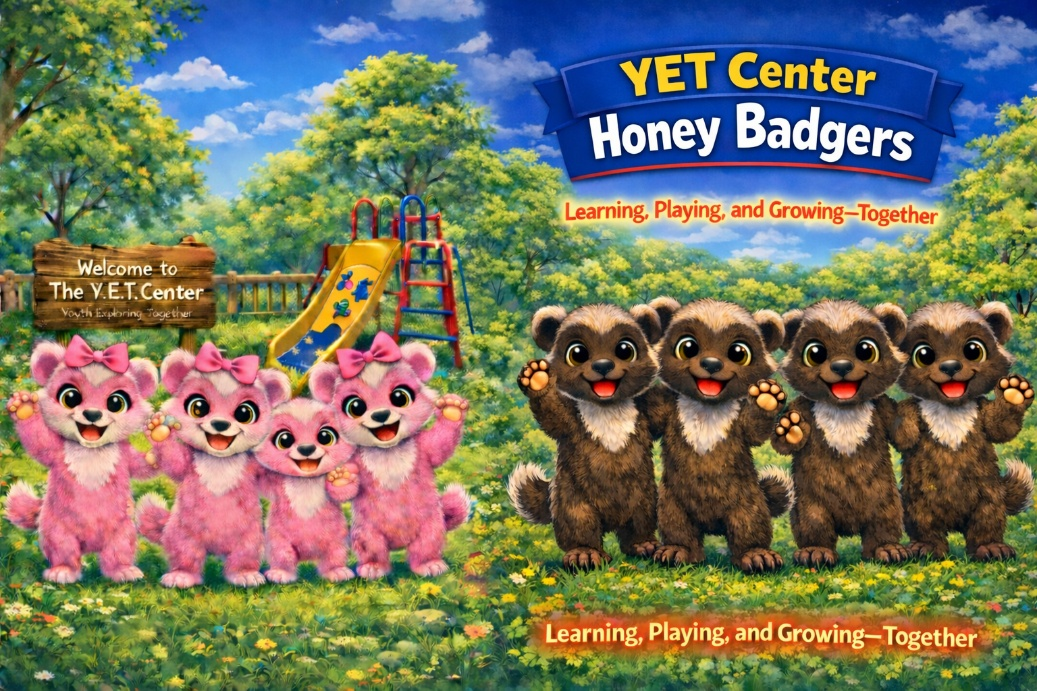 YET Center
Honey Badgers
Learning, Playing, and Growing—Together
Welcome to
The Y.E.T. Center
Youth Exploring Together
Learning, Playing, and Growing—Together